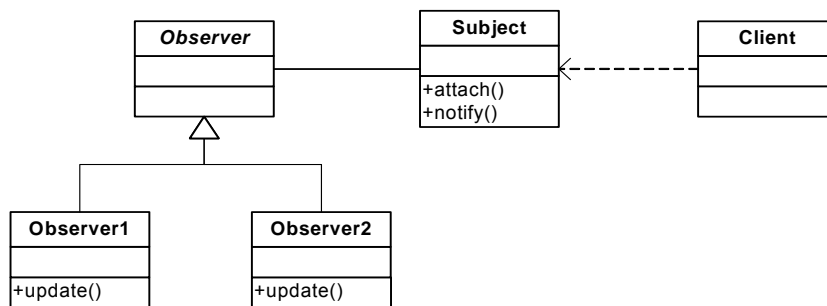 Observer
Subject
+attach()
+notify()
Client
Observer1
+update()
Observer2
+update()